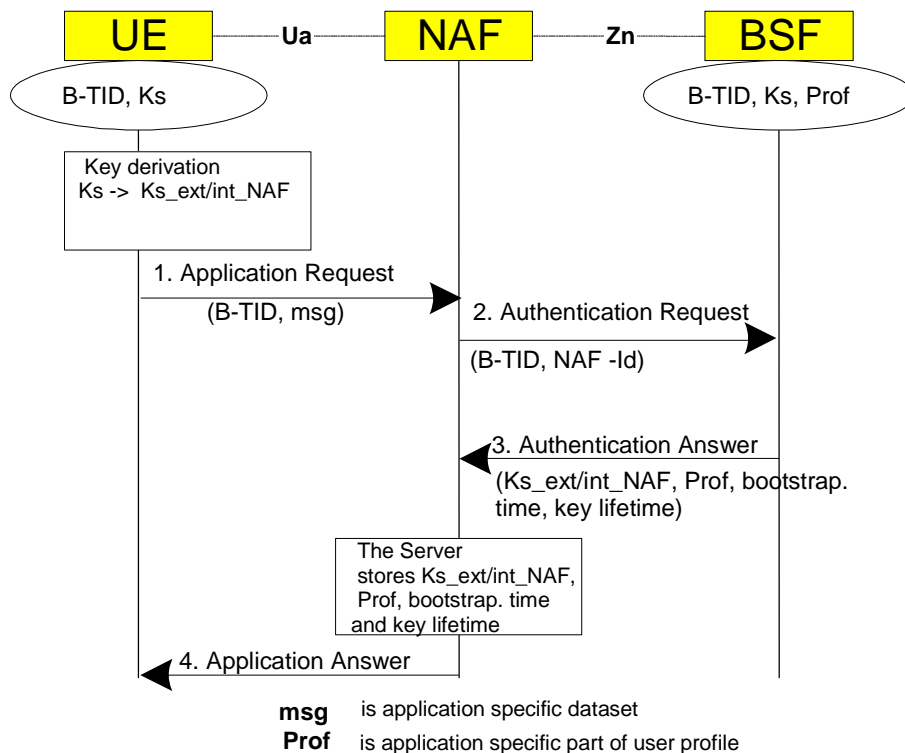 UE Ua NAF Zn BSF
B-TID, Ks
B-TID, Ks, Prof
Key derivation
Ks -> Ks_ext/int_NAF
1. Application Request
(B-TID, msg)
2. Authentication Request
(B-TID, NAF -Id)
3. Authentication Answer
(Ks_ext/int_NAF, Prof, bootstrap.
time, key lifetime)
The Server
stores Ks_ext/int_NAF,
Prof, bootstrap. time
and key lifetime
4. Application Answer
msg is application specific dataset
Prof is application specific part of user profile